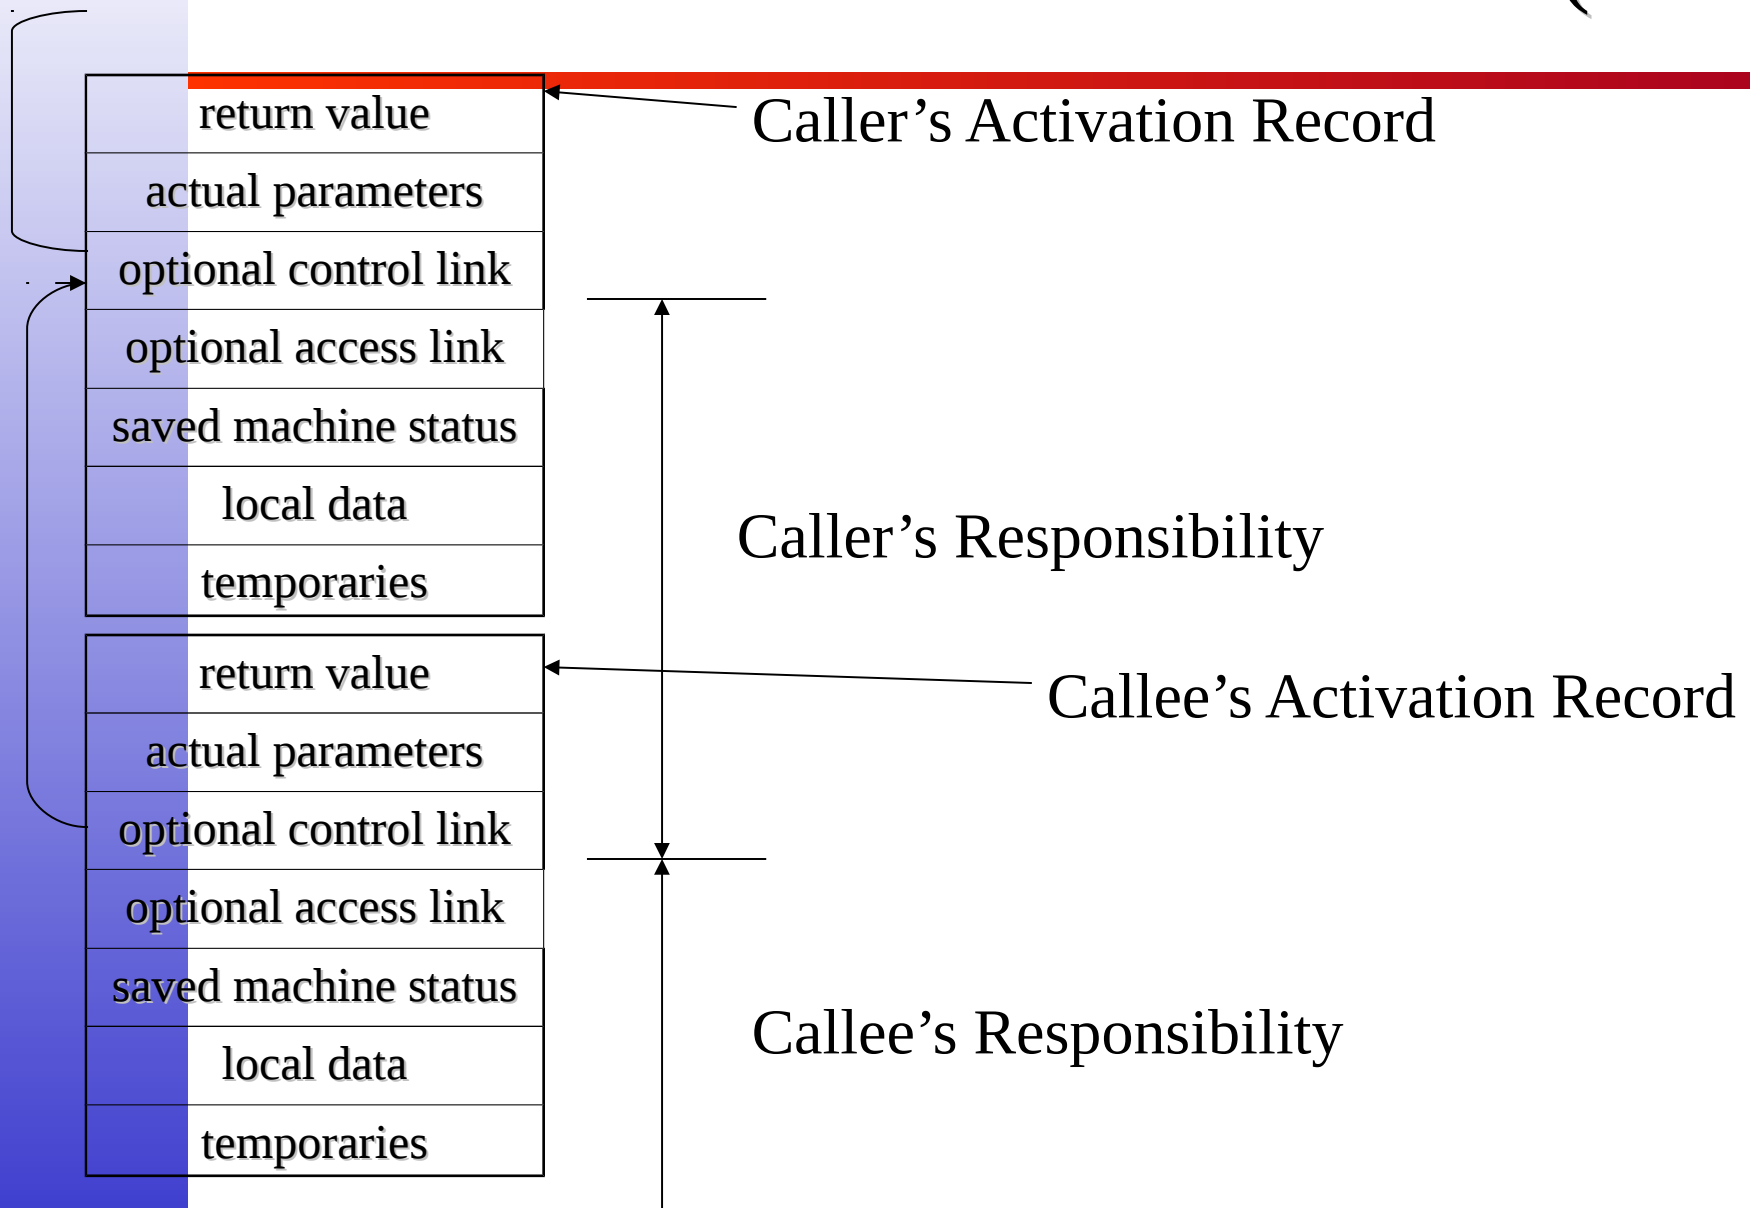 return value
Caller’s Activation Record
actual parameters
optional control link
optional access link
saved machine status
local data
Caller’s Responsibility
temporaries
return value
Callee’s Activation Record
actual parameters
optional control link
optional access link
saved machine status
local data
Callee’s Responsibility
temporaries